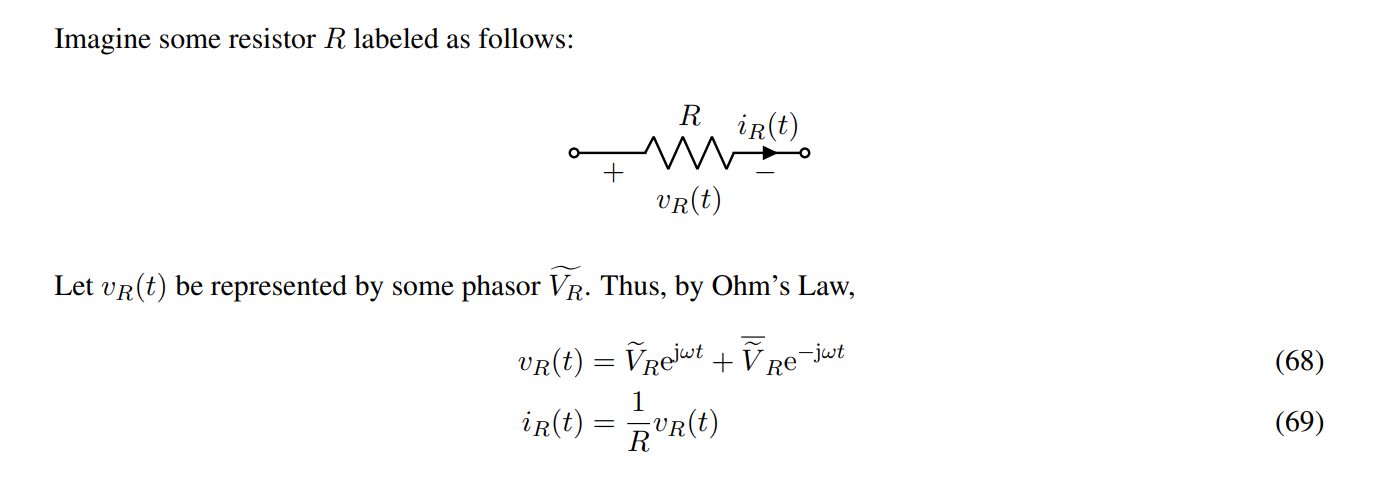 Imagine some resistor R labeled as follows:
R
i_R(t)
+ −
v_R(t)
Let v_R(t) be represented by some phasor \widetilde{V_R}. Thus, by Ohm’s Law,
v_R(t) = \widetilde{V}_R e^{jωt} + \overline{\widetilde{V}}_R e^{−jωt} (68)
i_R(t) = \frac{1}{R} v_R(t) (69)